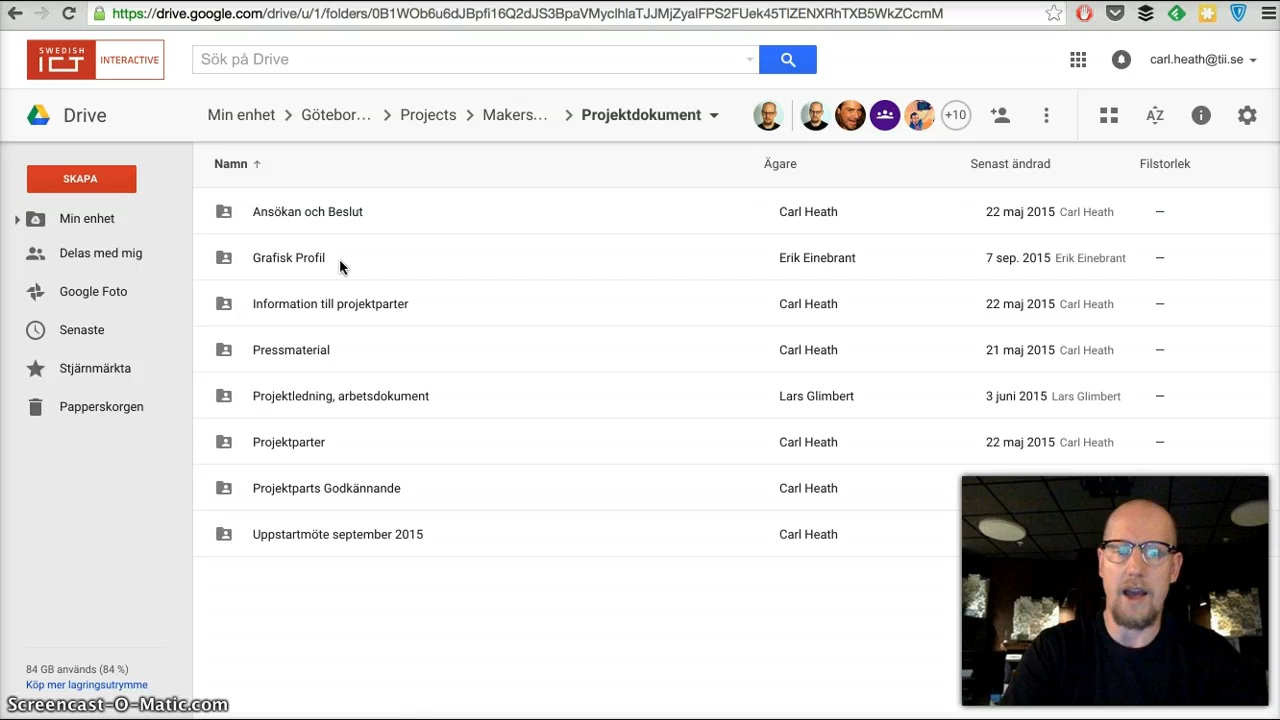 https://drive.google.com/drive/u/1/folders/0B1WOb6u6dJBpfi16Q2dJS3BpaVMyclhlaTJJMjZyalFPS2FUek45TlZENXRhTXB5WkZCcmM
SWEDISH
ICT INTERACTIVE
Sök på Drive
carl.heath@tii.se
Drive
Min enhet > Götebor... > Projects > Makers... > Projektdokument
+10
AZ
SKAPA
Min enhet
Delas med mig
Google Foto
Senaste
Stjärnmärkta
Papperskorgen
84 GB används (84 %)
Köp mer lagringsutrymme
Namn ↑ Ägare Senast ändrad Filstorlek
Ansökan och Beslut Carl Heath 22 maj 2015 Carl Heath —
Grafisk Profil Erik Einebrant 7 sep. 2015 Erik Einebrant —
Information till projektparter Carl Heath 22 maj 2015 Carl Heath —
Pressmaterial Carl Heath 21 maj 2015 Carl Heath —
Projektledning, arbetsdokument Lars Glimbert 3 juni 2015 Lars Glimbert —
Projektparter Carl Heath 22 maj 2015 Carl Heath —
Projektparts Godkännande Carl Heath
Uppstartmöte september 2015 Carl Heath
Screencast-O-Matic.com